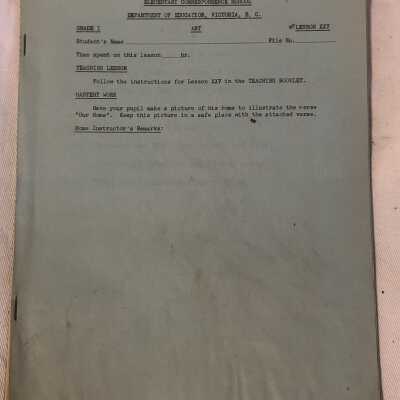 ELEMENTARY CORRESPONDENCE SCHOOL
DEPARTMENT OF EDUCATION, VICTORIA, B. C.
GRADE I ART LESSON XXV
Student's Name File No.
Time spent on this lesson hr.
TEACHING LESSON
Follow the instructions for Lesson XXV in the TEACHING BOOKLET.
Have your pupil make a picture of his home to illustrate the verse
"Our Home". Keep this picture in a safe place with the attached verse.
Home Instructor's Remarks: